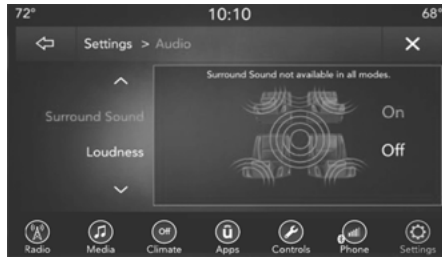 72° 10:10 68°
Settings > Audio
Surround Sound not available in all modes.
Surround Sound
On
Loudness
Off
Off
ü
Radio Media Climate Apps Controls Phone Settings